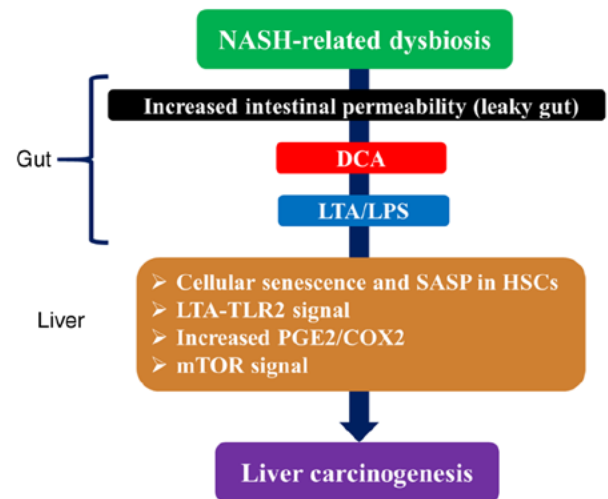 NASH-related dysbiosis
Increased intestinal permeability (leaky gut)
Gut
DCA
LTA/LPS
Liver
➢ Cellular senescence and SASP in HSCs
➢ LTA-TLR2 signal
➢ Increased PGE2/COX2
➢ mTOR signal
Liver carcinogenesis